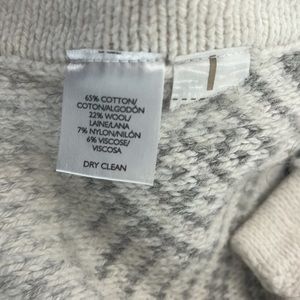 65% COTTON/
COTON/ALGODÓN
22% WOOL/
LAINE/LANA
7% NYLON/NILÓN
6% VISCOSE/
VISCOSA
DRY CLEAN